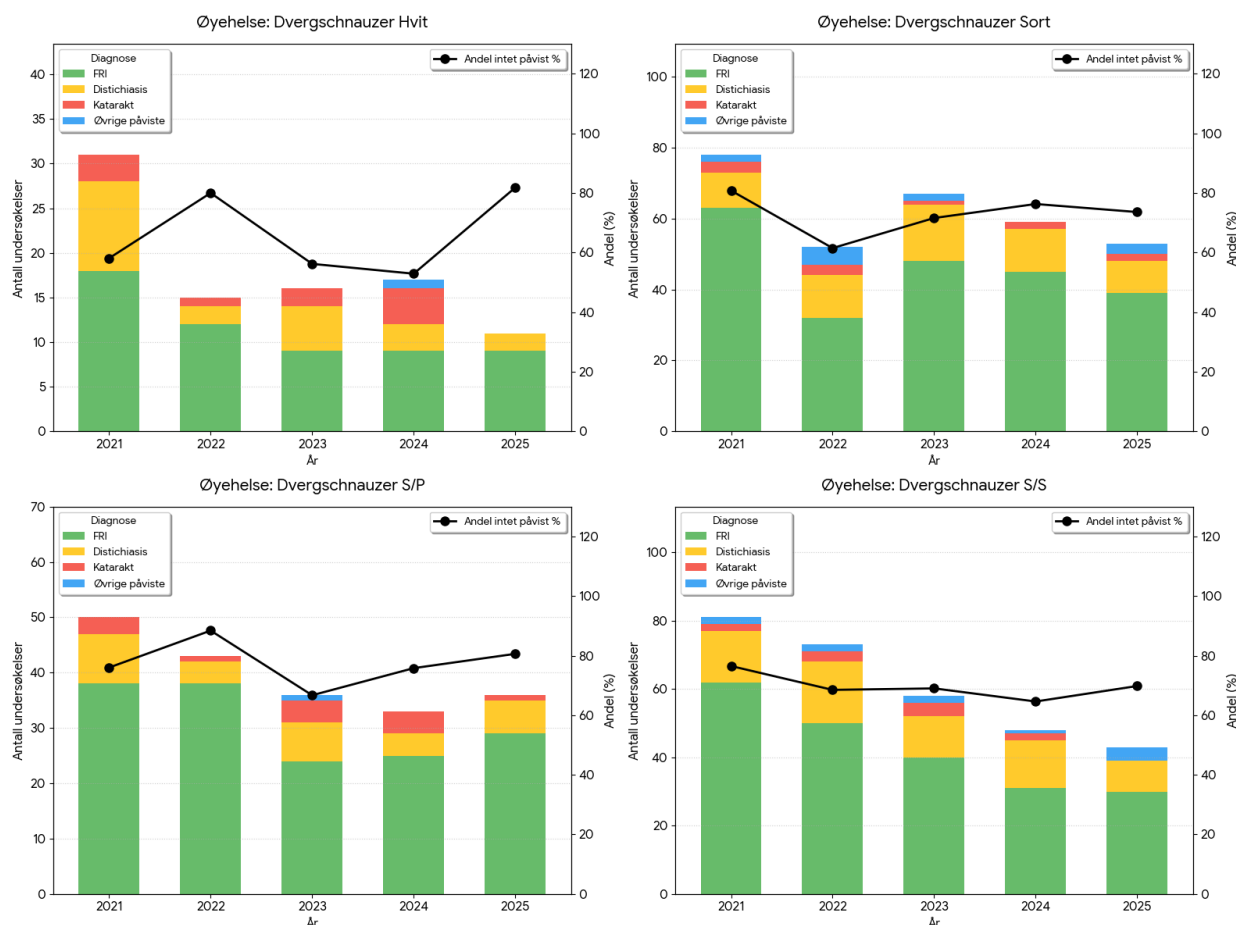 Øyehelse: Dvergschnauzer Hvit
Diagnose
FRI
Distichiasis
Katarakt
Øvrige påviste
Andel intet påvist %
Antall undersøkelser
40
35
30
25
20
15
10
5
0
120
100
80
60
40
20
0
Andel (%)
2021 2022 2023 2024 2025
År
Øyehelse: Dvergschnauzer Sort
Diagnose
FRI
Distichiasis
Katarakt
Øvrige påviste
Andel intet påvist %
Antall undersøkelser
100
80
60
40
20
0
120
100
80
60
40
20
0
Andel (%)
2021 2022 2023 2024 2025
År
Øyehelse: Dvergschnauzer S/P
Diagnose
FRI
Distichiasis
Katarakt
Øvrige påviste
Andel intet påvist %
Antall undersøkelser
70
60
50
40
30
20
10
0
120
100
80
60
40
20
0
Andel (%)
2021 2022 2023 2024 2025
År
Øyehelse: Dvergschnauzer S/S
Diagnose
FRI
Distichiasis
Katarakt
Øvrige påviste
Andel intet påvist %
Antall undersøkelser
100
80
60
40
20
0
120
100
80
60
40
20
0
Andel (%)
2021 2022 2023 2024 2025
År